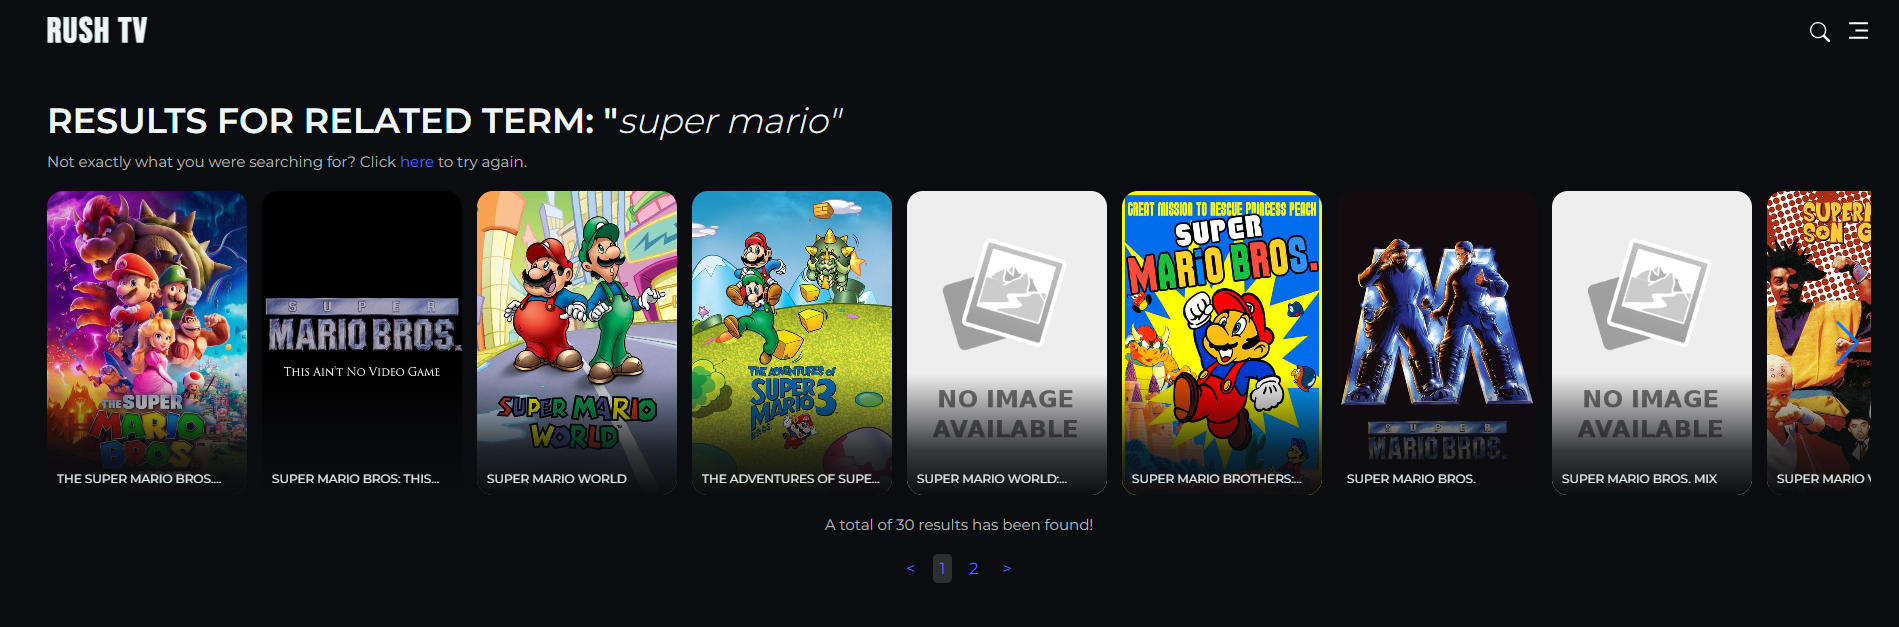 RUSH TV
RESULTS FOR RELATED TERM: "super mario"
Not exactly what you were searching for? Click here to try again.
THE SUPER
MARIO
BROS
THE SUPER MARIO BROS....
SUPER
MARIO BROS.
THIS AIN'T NO VIDEO GAME
SUPER MARIO BROS: THIS...
SUPER MARIO
WORLD
SUPER MARIO WORLD
THE ADVENTURES OF
SUPER
MARIO 3
BROS.
THE ADVENTURES OF SUPE...
NO IMAGE
AVAILABLE
SUPER MARIO WORLD:...
GREAT MISSION TO RESCUE PRINCESS PEACH
SUPER
MARIO BROS.
SUPER MARIO BROTHERS:...
SUPER
MARIO BROS.
SUPER MARIO BROS.
NO IMAGE
AVAILABLE
SUPER MARIO BROS. MIX
SUPER
SON G
SUPER MARIO
A total of 30 results has been found!
< 1 2 >